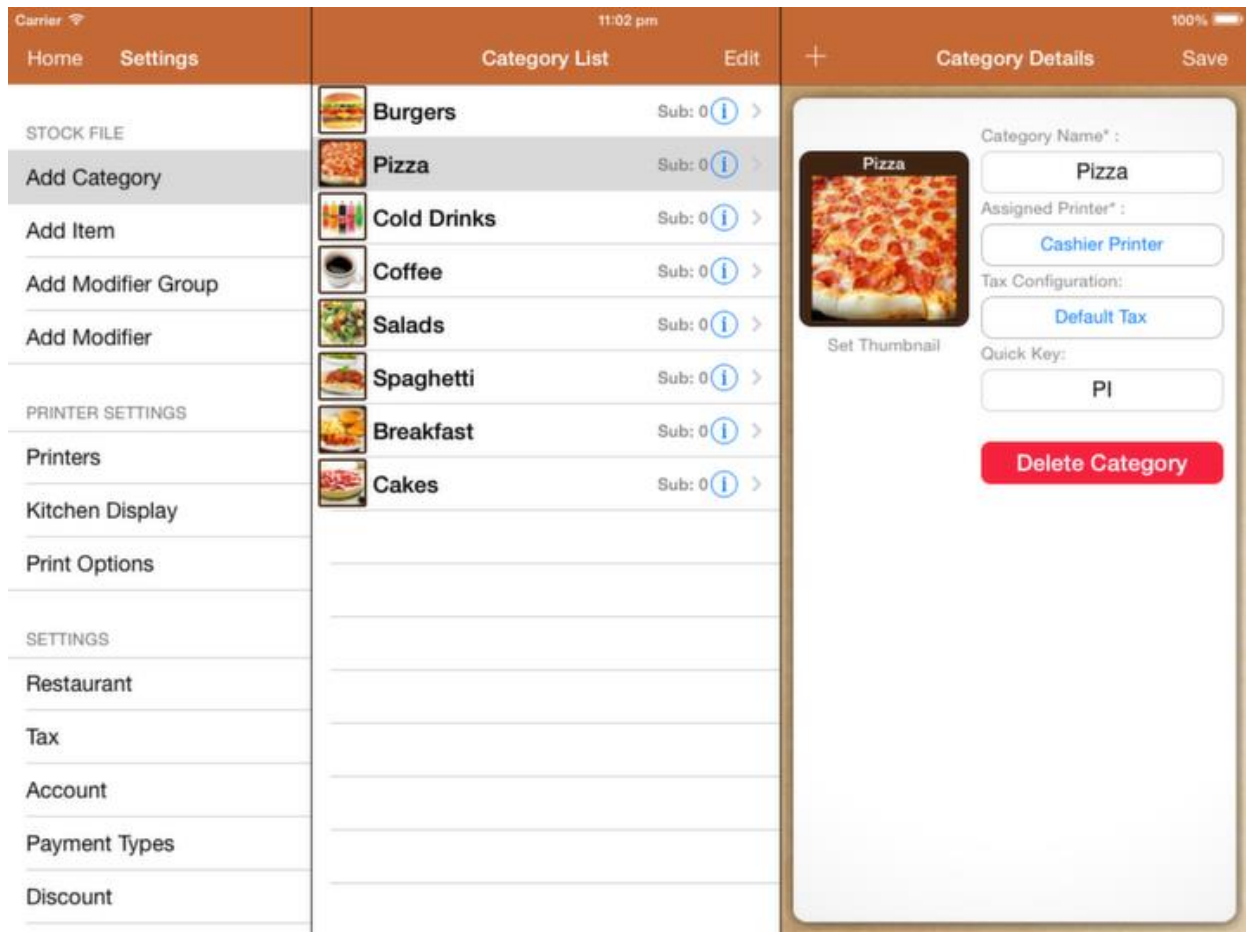 Carrier
11:02 pm
100%
Home
Settings
Category List
Edit
+
Category Details
Save
STOCK FILE
Add Category
Add Item
Add Modifier Group
Add Modifier
PRINTER SETTINGS
Printers
Kitchen Display
Print Options
SETTINGS
Restaurant
Tax
Account
Payment Types
Discount
Burgers Sub: 0
Pizza Sub: 0
Cold Drinks Sub: 0
Coffee Sub: 0
Salads Sub: 0
Spaghetti Sub: 0
Breakfast Sub: 0
Cakes Sub: 0
Pizza
Set Thumbnail
Category Name* :
Pizza
Assigned Printer* :
Cashier Printer
Tax Configuration:
Default Tax
Quick Key:
PI
Delete Category